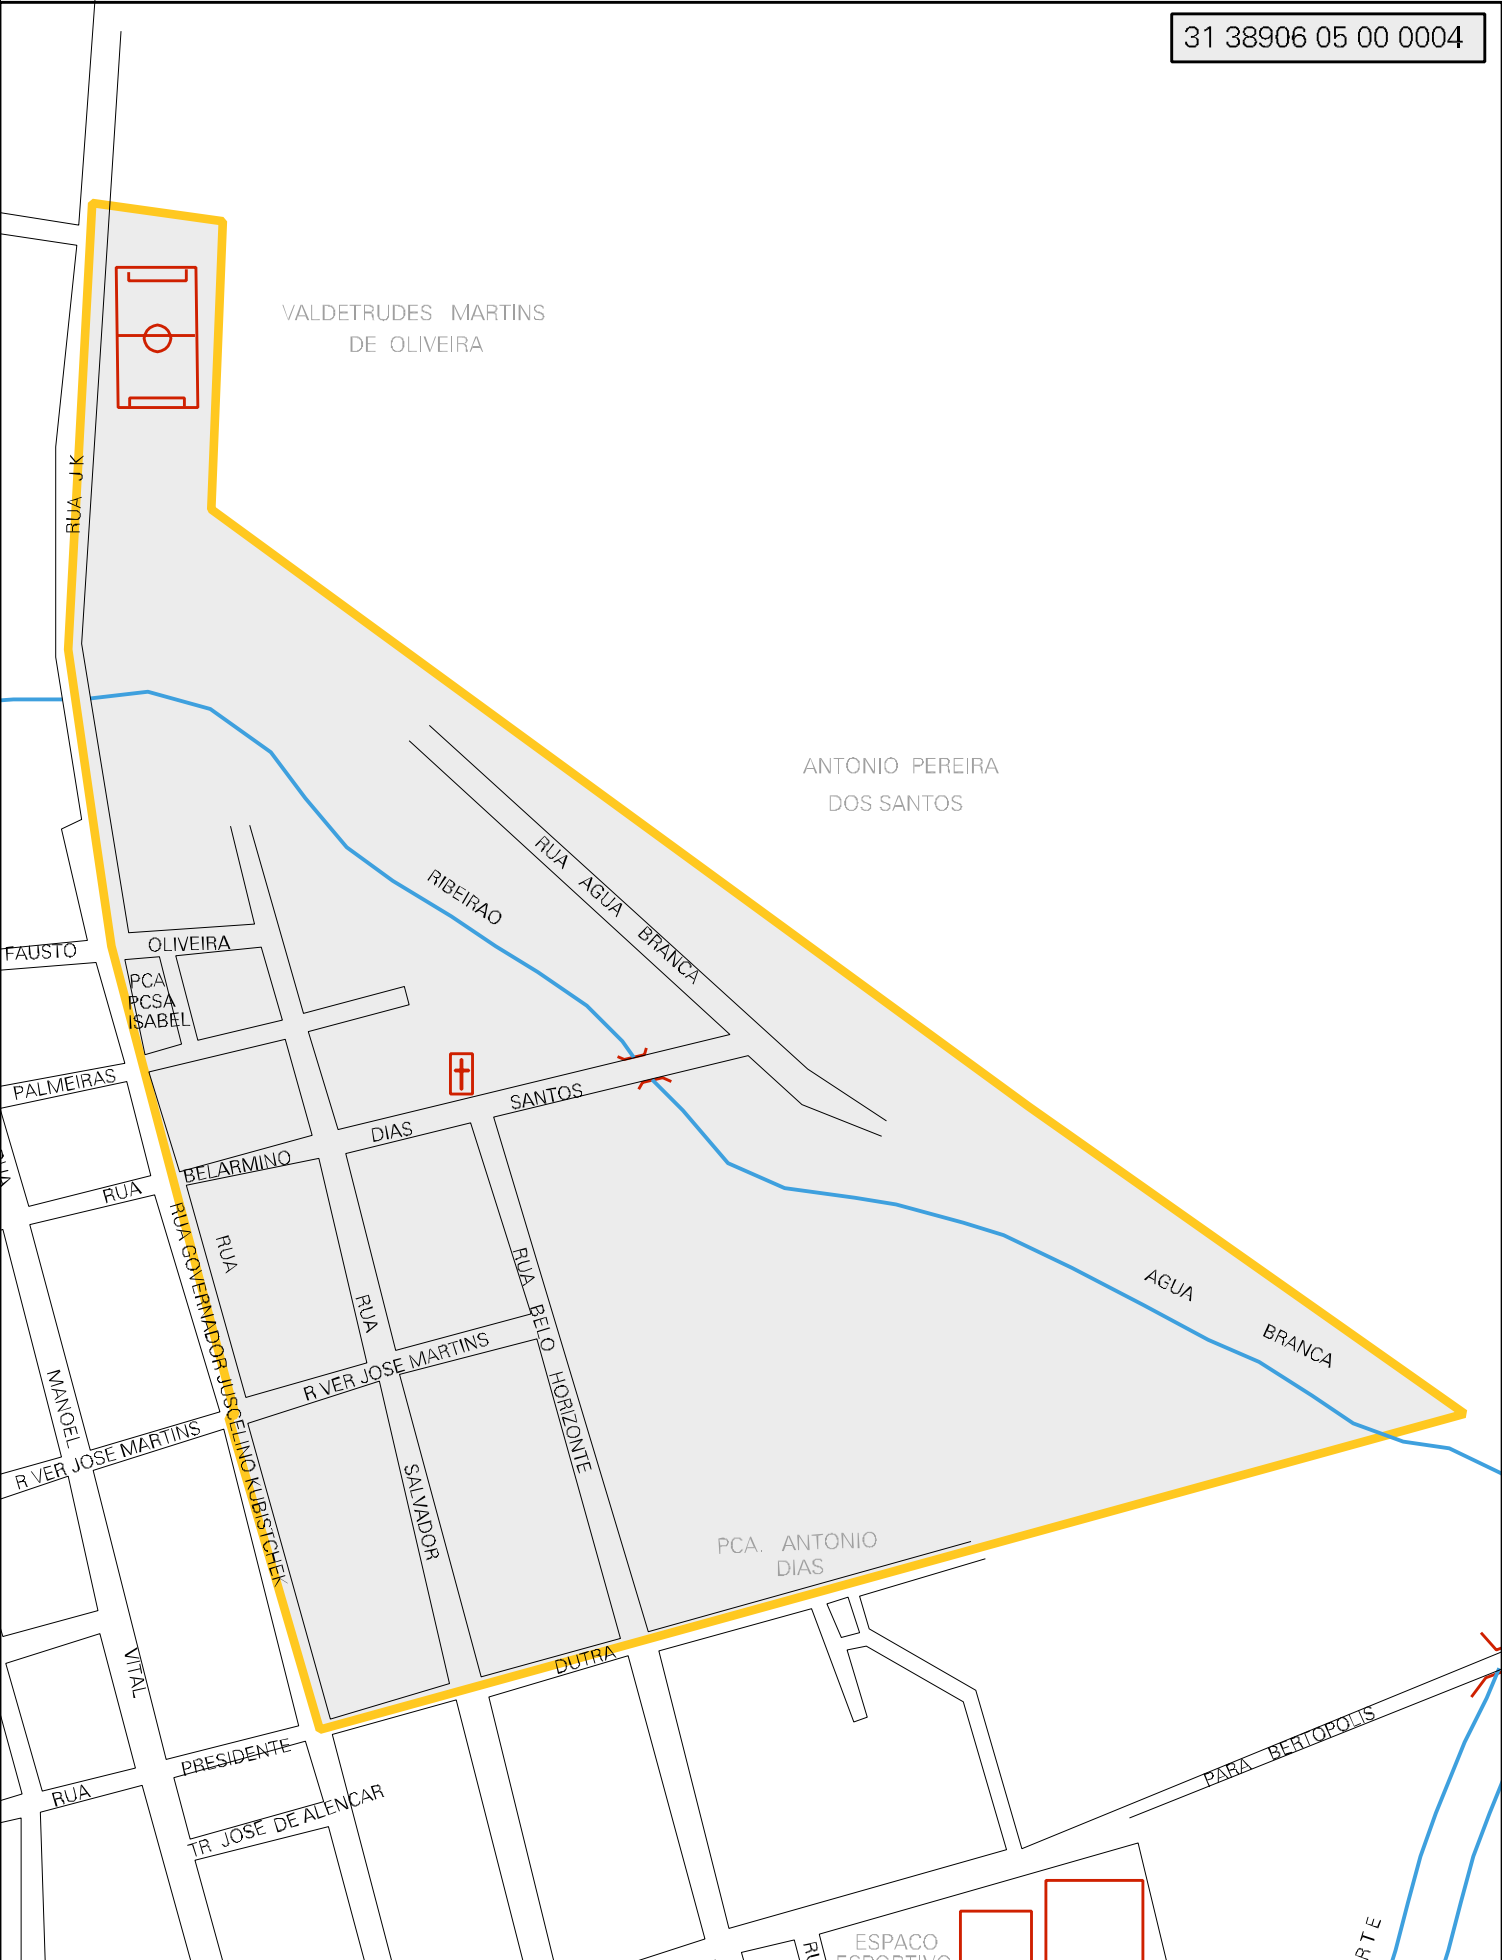 31 38906 05 00 0004
VALDETRUDES MARTINS
DE OLIVEIRA
RUA JK
ANTONIO PEREIRA
DOS SANTOS
RUA AGUA BRANCA
RIBEIRAO
FAUSTO
OLIVEIRA
PCA
PCSA
ISABEL
PALMEIRAS
SANTOS
DIAS
BELARMINO
RUA
RUA GOVERNADOR JUSCELINO KUBISTCHEK
RUA
RUA
RUA BELO HORIZONTE
AGUA
BRANCA
R VER JOSE MARTINS
MANOEL
R VER JOSE MARTINS
SALVADOR
PCA. ANTONIO
DIAS
DUTRA
VITAL
PRESIDENTE
RUA
PARA BERTOPOLIS
TR JOSE DE ALENCAR
ESPACO
ESPORTIVO
RTE